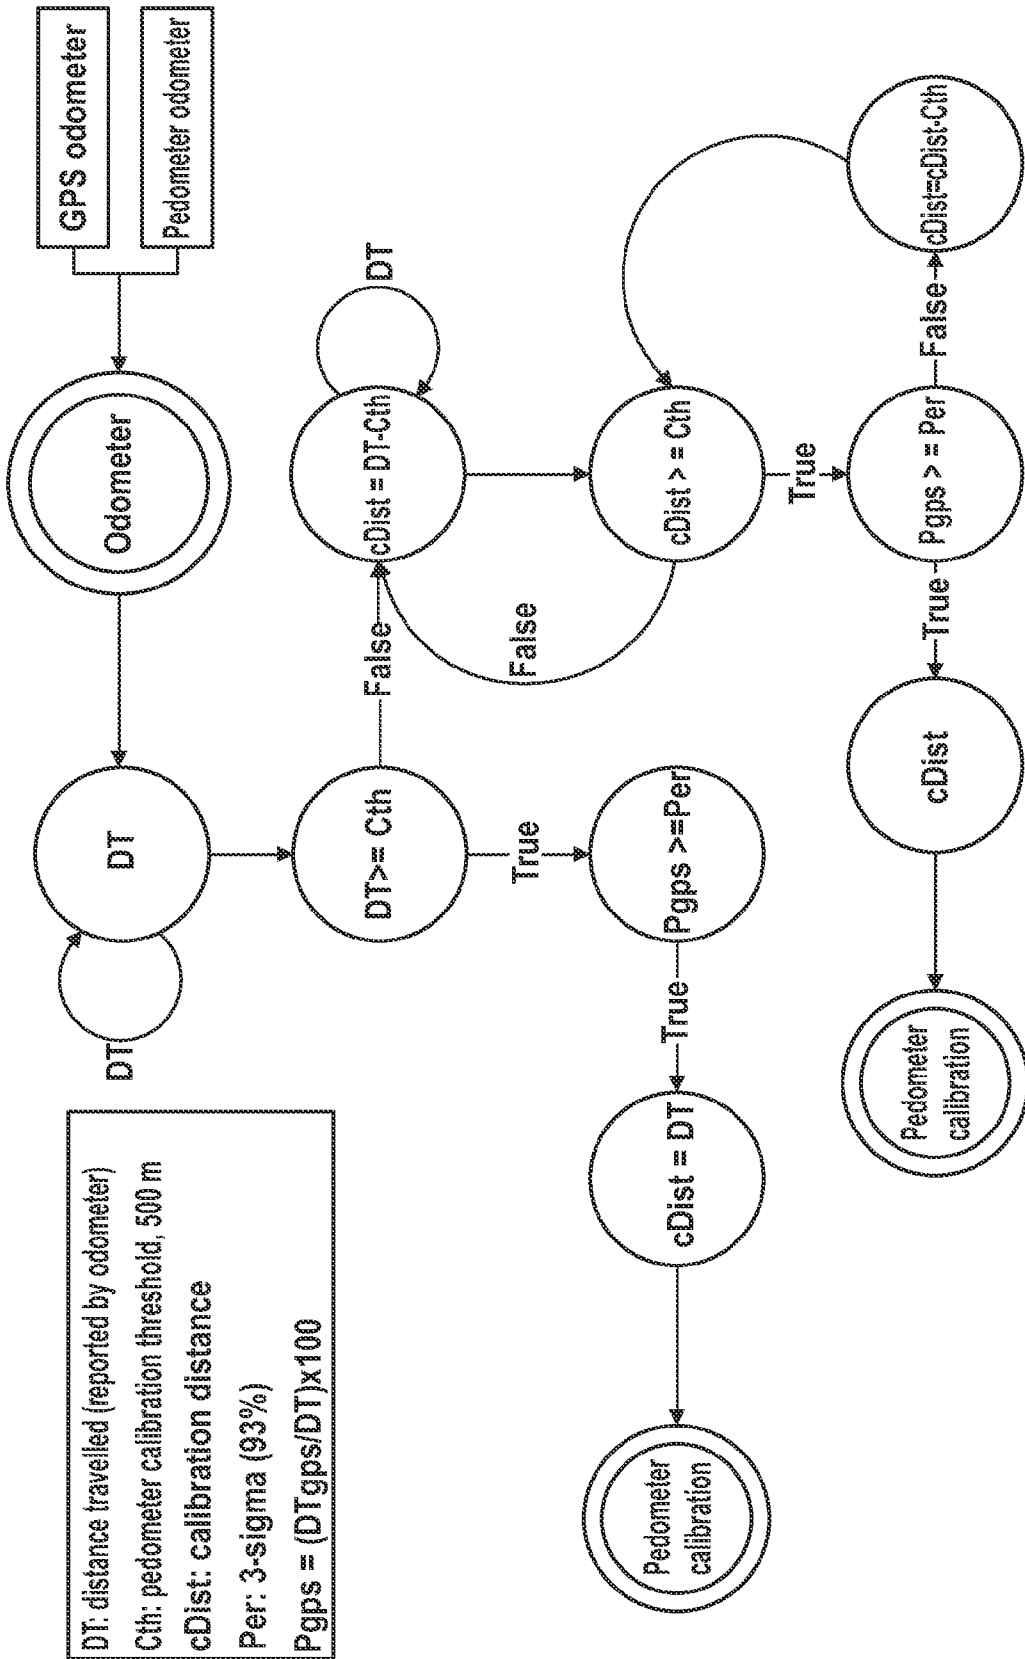 GPS odometer
Pedometer odometer
Odometer
DT
DT
DT>= Cth
False
cDist = DT-Cth
DT
False
cDist > = Cth
True
Pgps >=Per
True
cDist = DT
Pedometer
calibration
True
Pgps > = Per
False
cDist=cDist-Cth
True
cDist
Pedometer
calibration
DT: distance travelled (reported by odometer)
Cth: pedometer calibration threshold, 500 m
cDist: calibration distance
Per: 3-sigma (93%)
Pgps = (DTgps/DT)x100